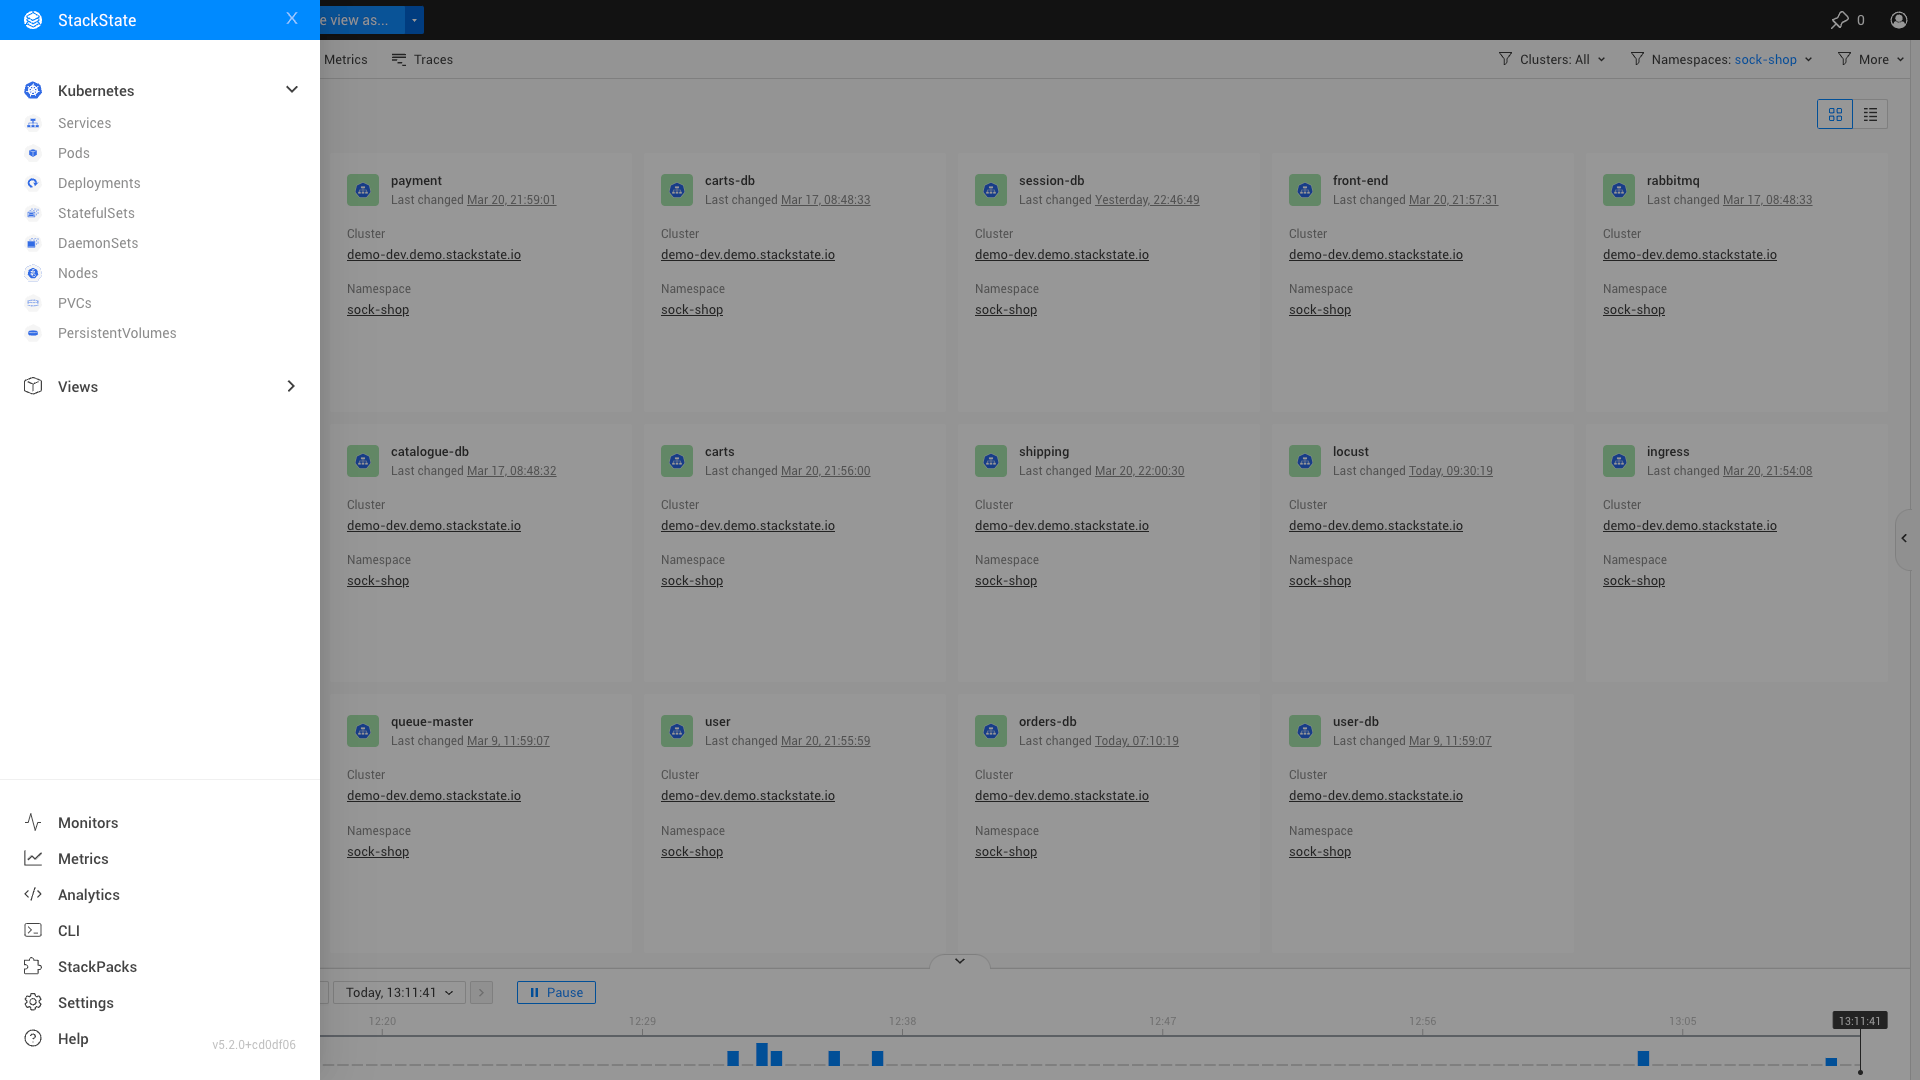 StackState
X
e view as...
0
Metrics
Traces
Clusters: All
Namespaces: sock-shop
More
Kubernetes
Services
Pods
Deployments
StatefulSets
DaemonSets
Nodes
PVCs
PersistentVolumes
Views
Monitors
Metrics
Analytics
CLI
StackPacks
Settings
Help
v5.2.0+cd0df06
payment
Last changed Mar 20, 21:59:01
Cluster
demo-dev.demo.stackstate.io
Namespace
sock-shop
carts-db
Last changed Mar 17, 08:48:33
Cluster
demo-dev.demo.stackstate.io
Namespace
sock-shop
session-db
Last changed Yesterday, 22:46:49
Cluster
demo-dev.demo.stackstate.io
Namespace
sock-shop
front-end
Last changed Mar 20, 21:57:31
Cluster
demo-dev.demo.stackstate.io
Namespace
sock-shop
rabbitmq
Last changed Mar 17, 08:48:33
Cluster
demo-dev.demo.stackstate.io
Namespace
sock-shop
catalogue-db
Last changed Mar 17, 08:48:32
Cluster
demo-dev.demo.stackstate.io
Namespace
sock-shop
carts
Last changed Mar 20, 21:56:00
Cluster
demo-dev.demo.stackstate.io
Namespace
sock-shop
shipping
Last changed Mar 20, 22:00:30
Cluster
demo-dev.demo.stackstate.io
Namespace
sock-shop
locust
Last changed Today, 09:30:19
Cluster
demo-dev.demo.stackstate.io
Namespace
sock-shop
ingress
Last changed Mar 20, 21:54:08
Cluster
demo-dev.demo.stackstate.io
Namespace
sock-shop
queue-master
Last changed Mar 9, 11:59:07
Cluster
demo-dev.demo.stackstate.io
Namespace
sock-shop
user
Last changed Mar 20, 21:55:59
Cluster
demo-dev.demo.stackstate.io
Namespace
sock-shop
orders-db
Last changed Today, 07:10:19
Cluster
demo-dev.demo.stackstate.io
Namespace
sock-shop
user-db
Last changed Mar 9, 11:59:07
Cluster
demo-dev.demo.stackstate.io
Namespace
sock-shop
Today, 13:11:41
Pause
12:20
12:29
12:38
12:47
12:56
13:05
13:11:41